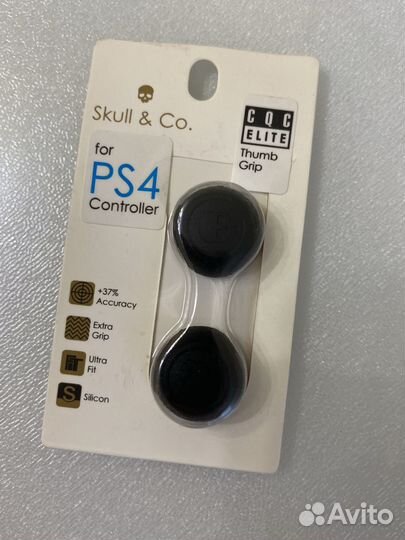 Skull & Co.
CQC
ELITE
Thumb
Grip
for
PS4
Controller
+37%
Accuracy
Extra
Grip
Ultra
Fit
S
Silicon
Avito